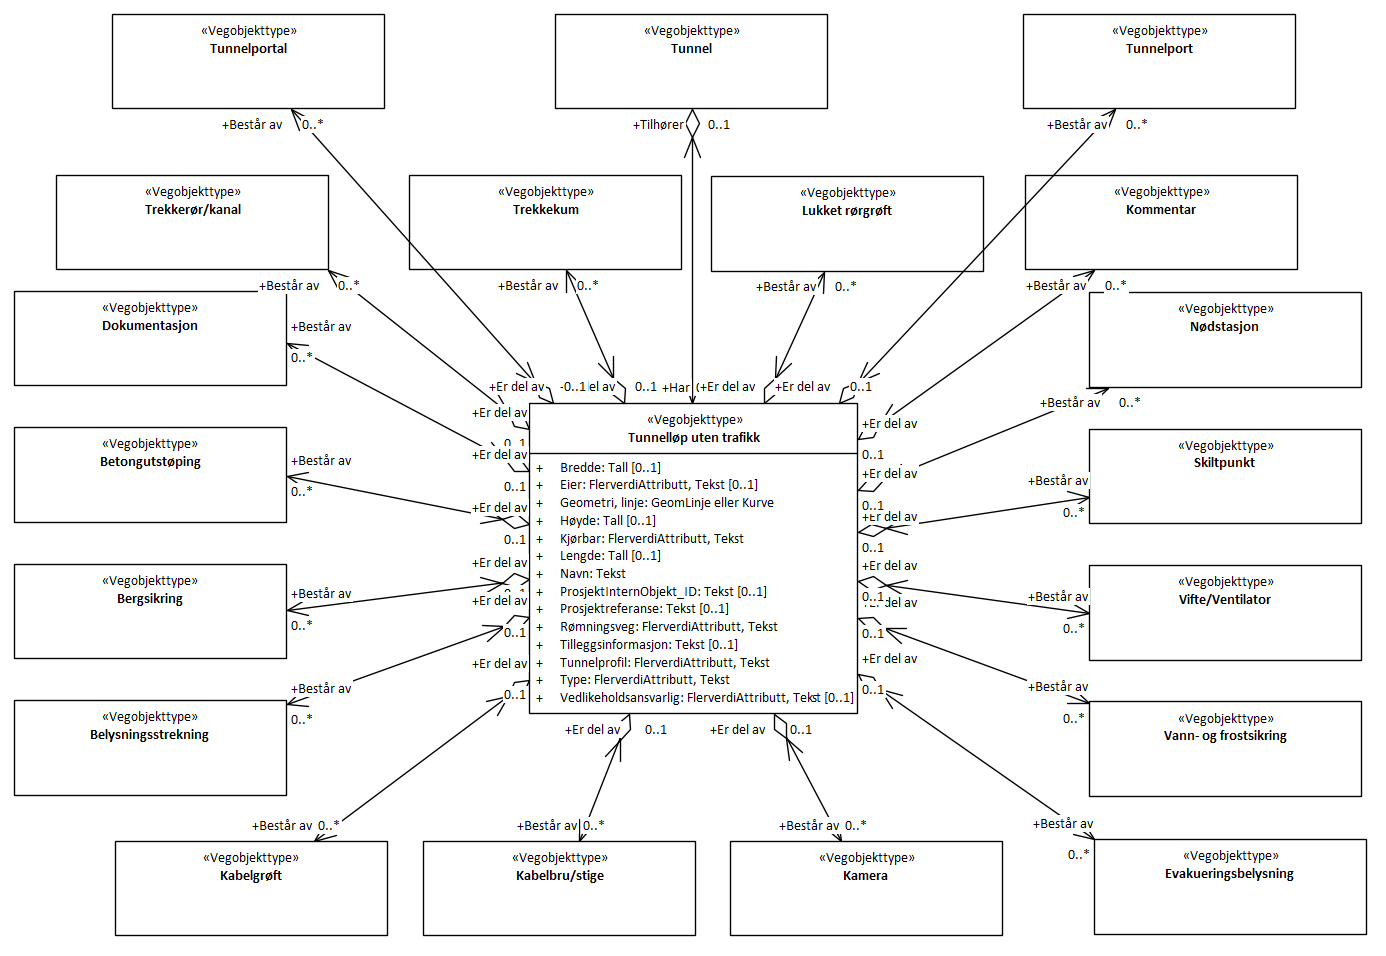 «Vegobjekttype»
Tunnelportal
«Vegobjekttype»
Tunnel
«Vegobjekttype»
Tunnelport
+Består av 0..*
+Tilhører 0..1
+Består av 0..*
«Vegobjekttype»
Trekkerør/kanal
«Vegobjekttype»
Trekkekum
«Vegobjekttype»
Lukket rørgrøft
«Vegobjekttype»
Kommentar
+Består av 0..*
+Består av 0..*
+Består av 0..*
+Består av 0..*
«Vegobjekttype»
Dokumentasjon
+Består av
0..*
«Vegobjekttype»
Nødstasjon
+Består av 0..*
+Er del av
0..1
el av
0..1
+Har
+Er del av
+Er del av
0..1
+Er del av
0..1
+Er del av
0..1
+Er del av
0..1
+Er del av
0..1
«Vegobjekttype»
Tunnelløp uten trafikk
+ Bredde: Tall [0..1]
+ Eier: FlerverdiAttributt, Tekst [0..1]
+ Geometri, linje: GeomLinje eller Kurve
+ Høyde: Tall [0..1]
+ Kjørbar: FlerverdiAttributt, Tekst
+ Lengde: Tall [0..1]
+ Navn: Tekst
+ ProsjektInternObjekt_ID: Tekst [0..1]
+ Prosjektreferanse: Tekst [0..1]
+ Rømningsveg: FlerverdiAttributt, Tekst
+ Tilleggsinformasjon: Tekst [0..1]
+ Tunnelprofil: FlerverdiAttributt, Tekst
+ Type: FlerverdiAttributt, Tekst
+ Vedlikeholdsansvarlig: FlerverdiAttributt, Tekst [0..1]
«Vegobjekttype»
Betongutstøping
+Består av
0..*
+Er del av
0..1
«Vegobjekttype»
Skiltpunkt
+Består av
0..*
+Er del av
0..1
«Vegobjekttype»
Bergsikring
+Består av
0..*
+Er del av
«Vegobjekttype»
Vifte/Ventilator
+Består av
0..*
+Er del av
0..1
«Vegobjekttype»
Belysningsstrekning
+Består av
0..*
+Er del av
0..1
«Vegobjekttype»
Vann- og frostsikring
+Består av
0..*
del av
0..1
+Er del av
0..1
+Er del av
0..1
+Er del av 0..1
+Er del av 0..1
+Består av 0..*
+Består av 0..*
+Består av 0..*
+Består av
0..*
«Vegobjekttype»
Kabelgrøft
«Vegobjekttype»
Kabelbru/stige
«Vegobjekttype»
Kamera
«Vegobjekttype»
Evakueringsbelysning